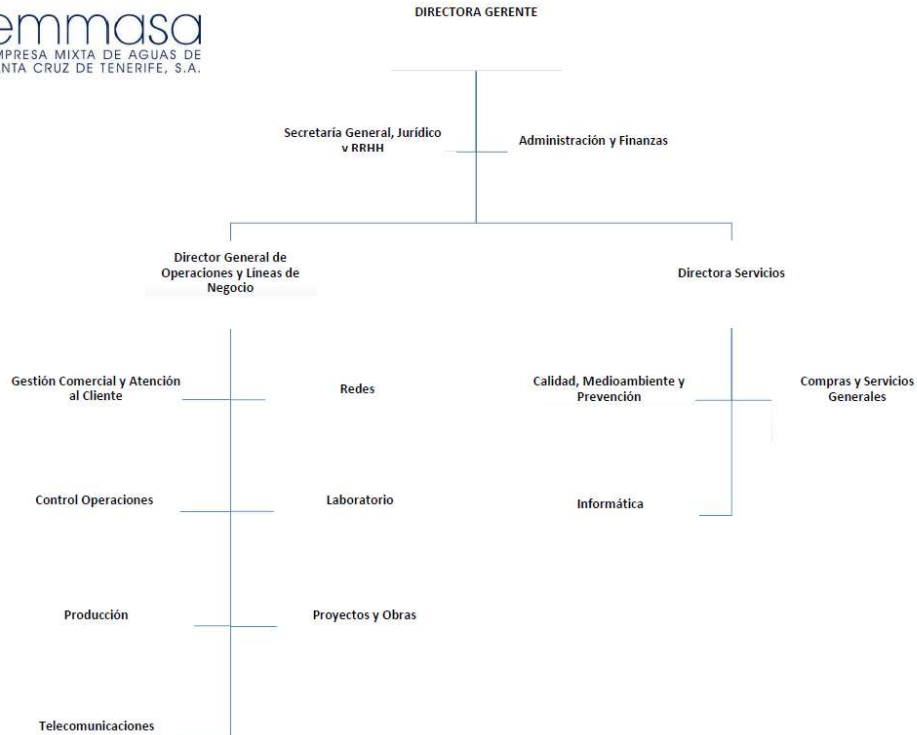 emmasa
MPRESA MIXTA DE AGUAS DE
ANTA CRUZ DE TENERIFE, S.A.
DIRECTORA GERENTE
Secretaría General, Jurídico
y RRHH
Administración y Finanzas
Director General de
Operaciones y Líneas de
Negocio
Directora Servicios
Gestión Comercial y Atención
al Cliente
Redes
Calidad, Medioambiente y
Prevención
Compras y Servicios
Generales
Control Operaciones
Laboratorio
Informática
Producción
Proyectos y Obras
Telecomunicaciones